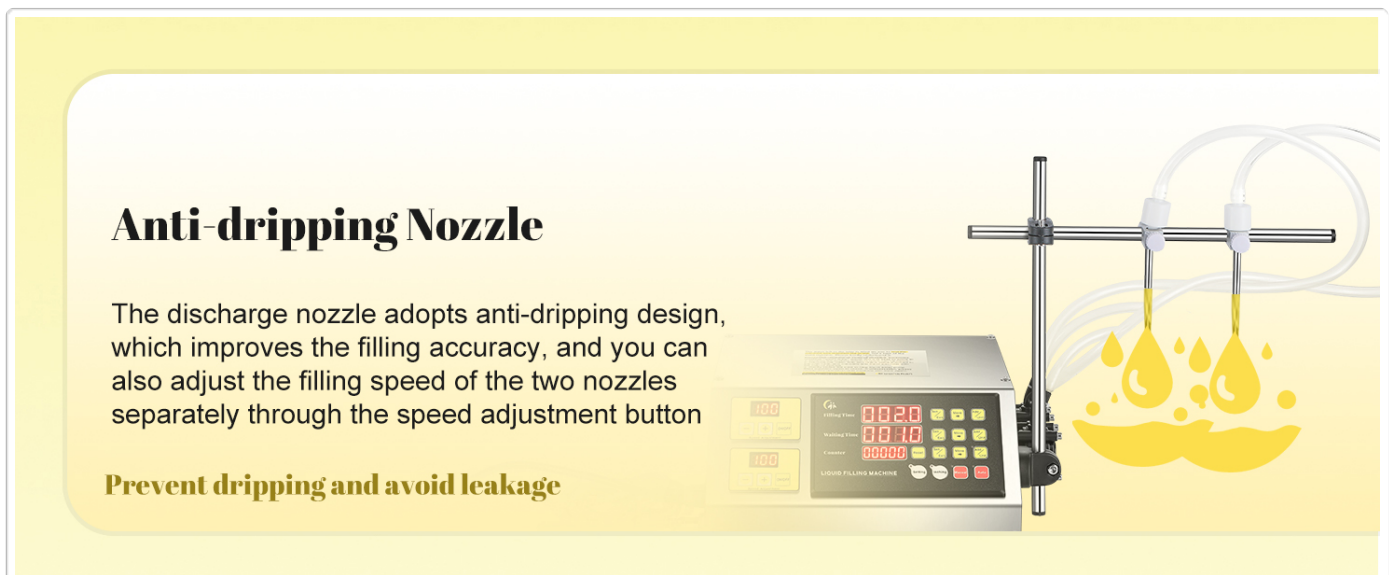 Anti-dripping Nozzle
The discharge nozzle adopts anti-dripping design,
which improves the filling accuracy, and you can
also adjust the filling speed of the two nozzles
separately through the speed adjustment button
Prevent dripping and avoid leakage
100
100
Filling Time
002.0
Waiting Time
001.0
Counter
00000
LIQUID FILLING MACHINE